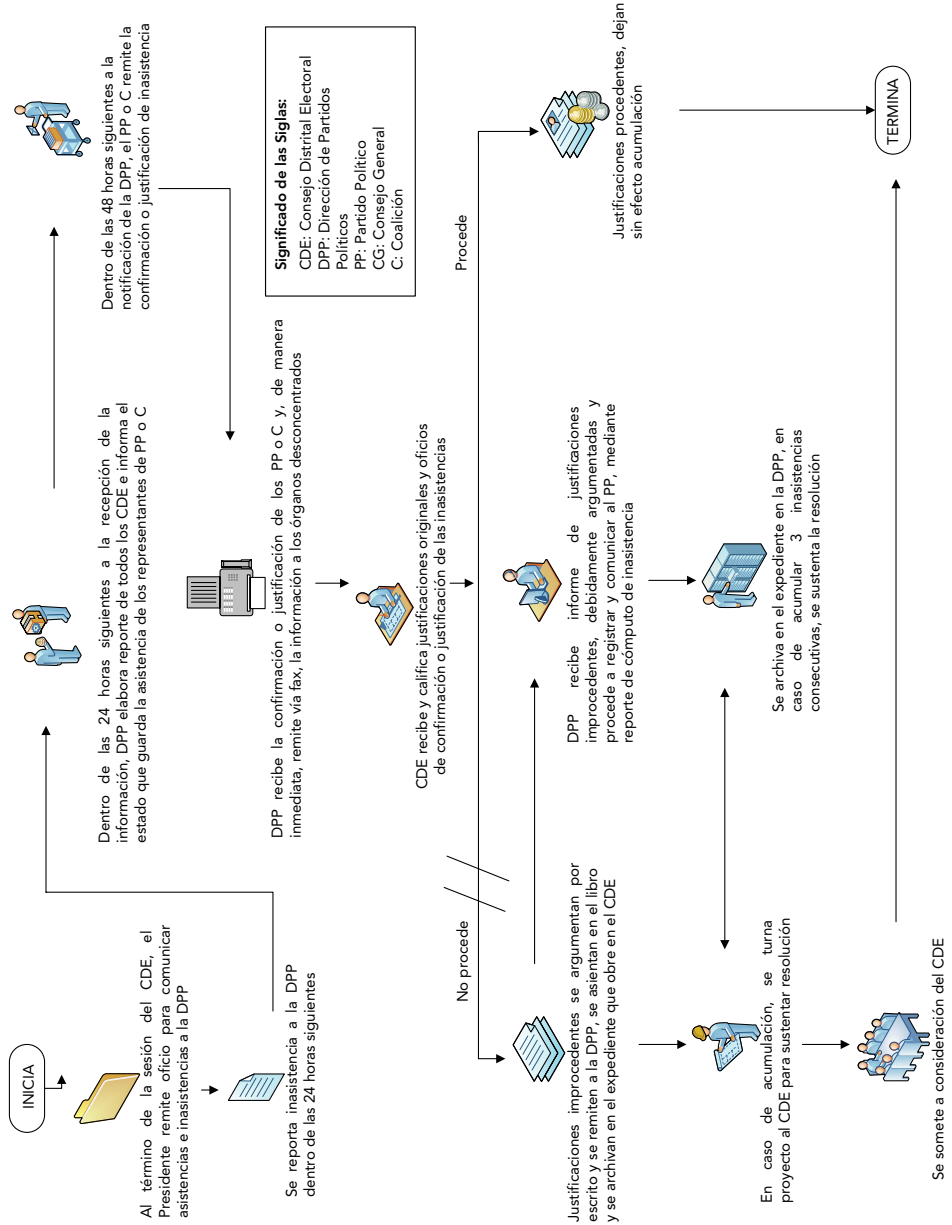 INICIA
Al término de la sesión del CDE, el
Presidente remite oficio para comunicar
asistencias e inasistencias a la DPP
Se reporta inasistencia a la DPP
dentro de las 24 horas siguientes
Dentro de las 24 horas siguientes a la recepción de la
información, DPP elabora reporte de todos los CDE e informa el
estado que guarda la asistencia de los representantes de PP o C
Dentro de las 48 horas siguientes a la
notificación de la DPP, el PP o C remite la
confirmación o justificación de inasistencia
DPP recibe la confirmación o justificación de los PP o C y, de manera
inmediata, remite vía fax, la información a los órganos desconcentrados
Significado de las Siglas:
CDE: Consejo Distrital Electoral
DPP: Dirección de Partidos
Políticos
PP: Partido Político
CG: Consejo General
C: Coalición
CDE recibe y califica justificaciones originales y oficios
de confirmación o justificación de las inasistencias
No procede
Procede
Justificaciones improcedentes se argumentan por
escrito y se remiten a la DPP, se asientan en el libro
y se archivan en el expediente que obre en el CDE
DPP recibe informe de justificaciones
improcedentes, debidamente argumentadas y
procede a registrar y comunicar al PP, mediante
reporte de cómputo de inasistencia
Justificaciones procedentes, dejan
sin efecto acumulación
En caso de acumulación, se turna
proyecto al CDE para sustentar resolución
Se archiva en el expediente en la DPP, en
caso de acumular 3 inasistencias
consecutivas, se sustenta la resolución
Se somete a consideración del CDE
TERMINA